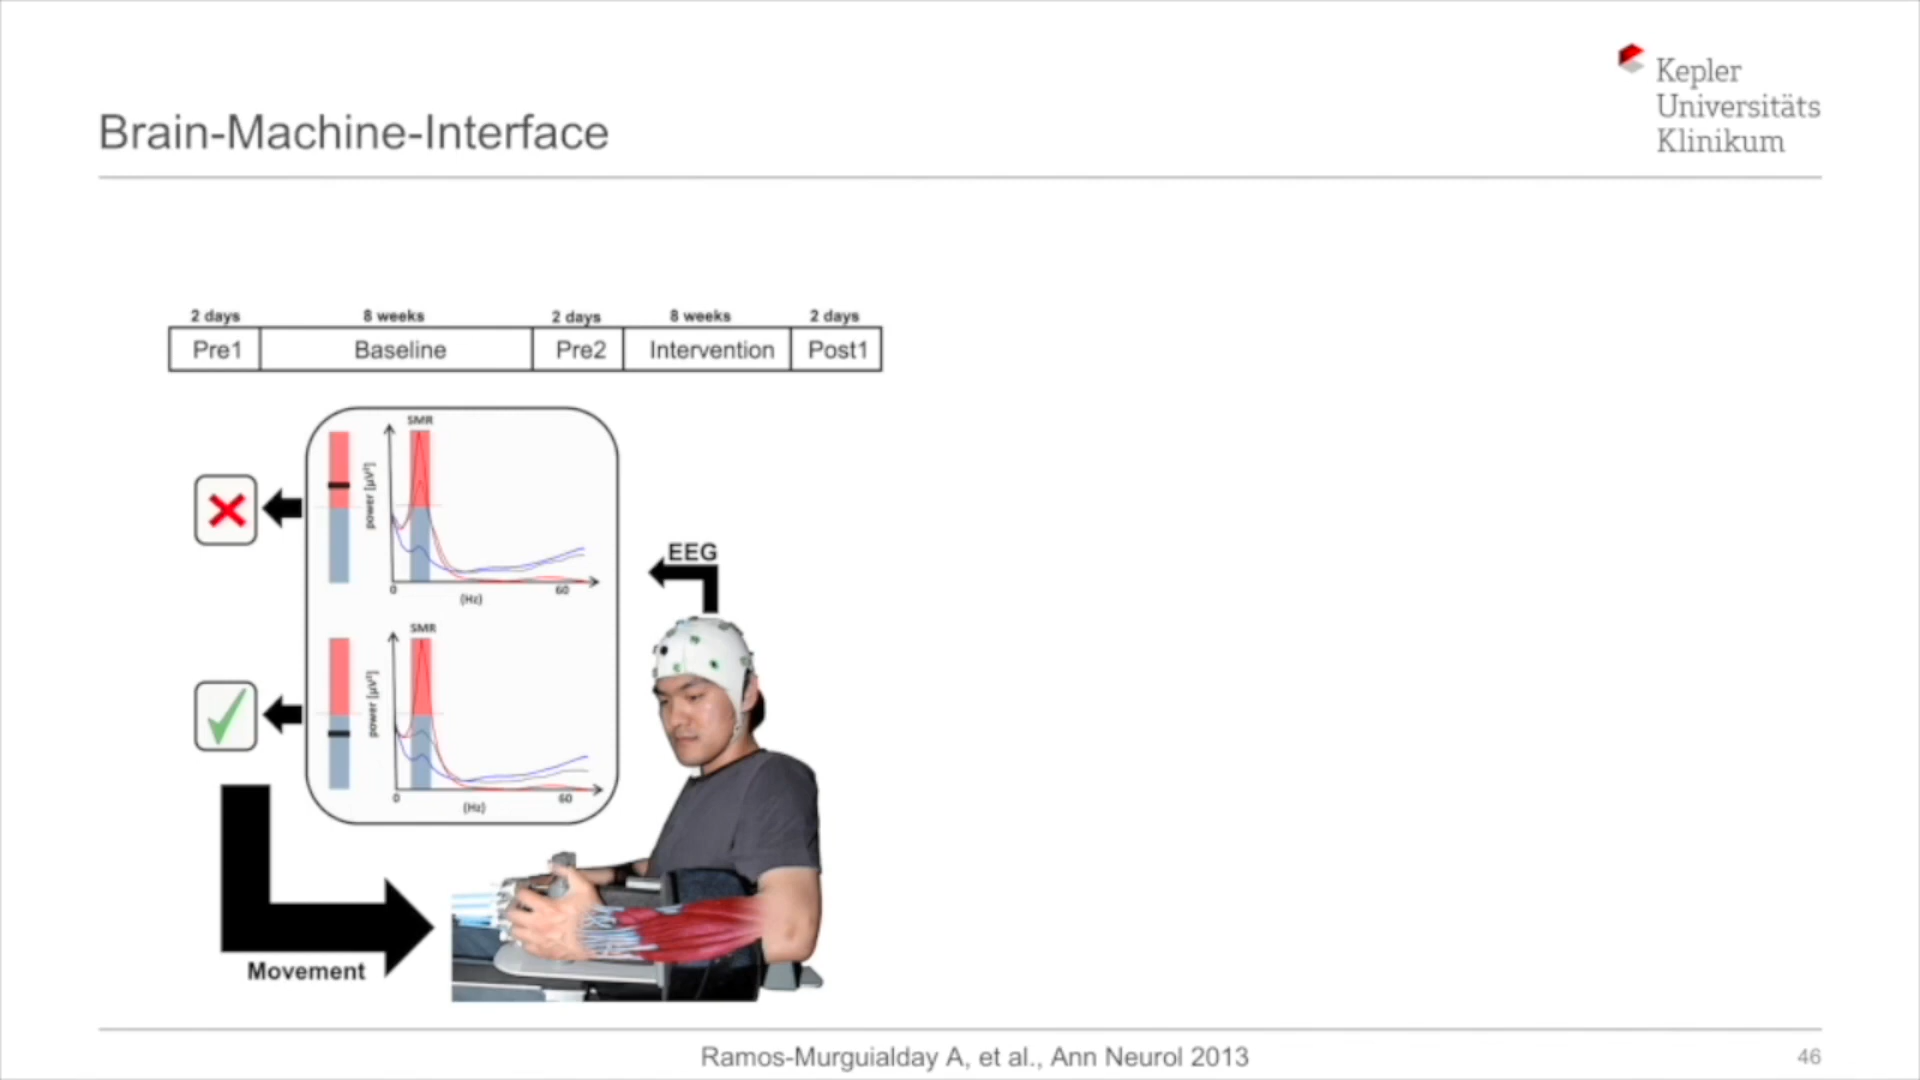 Kepler
Universitäts
Klinikum
Brain-Machine-Interface
2 days 8 weeks 2 days 8 weeks 2 days
Pre1 Baseline Pre2 Intervention Post1
SMR
power [μV²]
0 60
(Hz)
EEG
SMR
power [μV²]
0 60
(Hz)
Movement
Ramos-Murguialday A, et al., Ann Neurol 2013
46